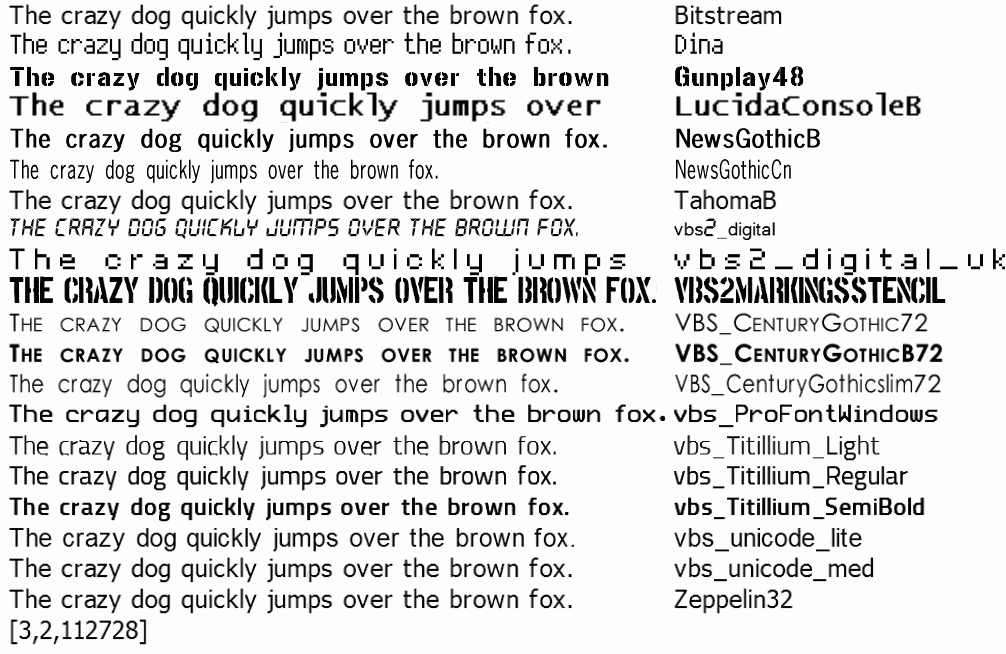 The crazy dog quickly jumps over the brown fox. Bitstream
The crazy dog quickly jumps over the brown fox. Dina
The crazy dog quickly jumps over the brown Gunplay48
The crazy dog quickly jumps over LucidaConsoleB
The crazy dog quickly jumps over the brown fox. NewsGothicB
The crazy dog quickly jumps over the brown fox. NewsGothicCn
The crazy dog quickly jumps over the brown fox. TahomaB
THE CRAZY DOG QUICKLY JUMPS OVER THE BROWN FOX. vbs2_digital
The crazy dog quickly jumps vbs2_digital_uk
THE CRAZY DOG QUICKLY JUMPS OVER THE BROWN FOX. VBS2MARKINGSSTENCIL
The crazy dog quickly jumps over the brown fox. VBS_CenturyGothic72
The crazy dog quickly jumps over the brown fox. VBS_CenturyGothicB72
The crazy dog quickly jumps over the brown fox. VBS_CenturyGothicslim72
The crazy dog quickly jumps over the brown fox. vbs_ProFontWindows
The crazy dog quickly jumps over the brown fox. vbs_Titillium_Light
The crazy dog quickly jumps over the brown fox. vbs_Titillium_Regular
The crazy dog quickly jumps over the brown fox. vbs_Titillium_SemiBold
The crazy dog quickly jumps over the brown fox. vbs_unicode_lite
The crazy dog quickly jumps over the brown fox. vbs_unicode_med
The crazy dog quickly jumps over the brown fox. Zeppelin32
[3,2,112728]